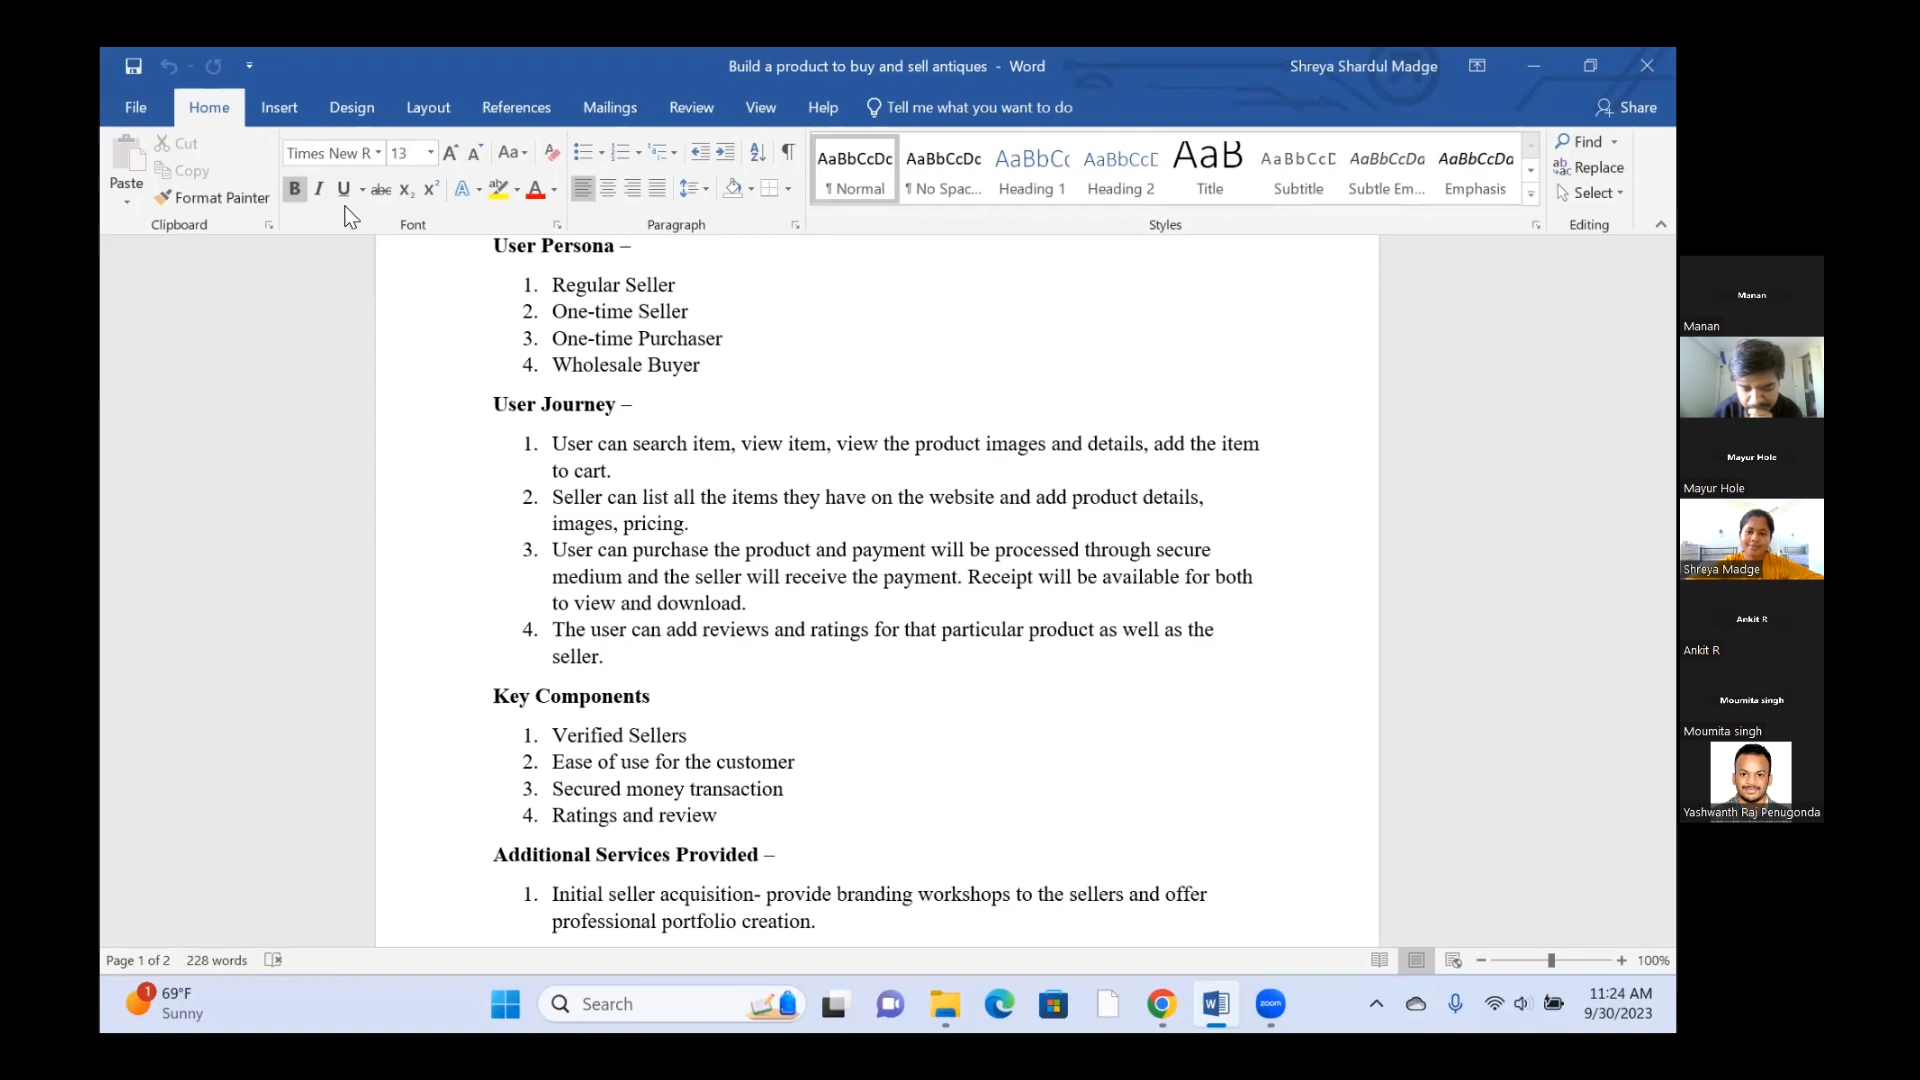 Build a product to buy and sell antiques - Word
Shreya Shardul Madge
File
Home
Insert
Design
Layout
References
Mailings
Review
View
Help
Tell me what you want to do
Share
Paste
Cut
Copy
Format Painter
Clipboard
Times New R
13
Font
Paragraph
AaBbCcDc
¶ Normal
AaBbCcDc
¶ No Spac...
AaBbCc
Heading 1
AaBbCcD
Heading 2
AaB
Title
AaBbCcD
Subtitle
AaBbCcDa
Subtle Em...
AaBbCcDa
Emphasis
Styles
Find
Replace
Select
Editing
User Persona –
1. Regular Seller
2. One-time Seller
3. One-time Purchaser
4. Wholesale Buyer
User Journey –
1. User can search item, view item, view the product images and details, add the item
to cart.
2. Seller can list all the items they have on the website and add product details,
images, pricing.
3. User can purchase the product and payment will be processed through secure
medium and the seller will receive the payment. Receipt will be available for both
to view and download.
4. The user can add reviews and ratings for that particular product as well as the
seller.
Key Components
1. Verified Sellers
2. Ease of use for the customer
3. Secured money transaction
4. Ratings and review
Additional Services Provided –
1. Initial seller acquisition- provide branding workshops to the sellers and offer
professional portfolio creation.
Page 1 of 2
228 words
100%
1
69°F
Sunny
Search
zoom
11:24 AM
9/30/2023
Manan
Manan
Mayur Hole
Mayur Hole
Shreya Madge
Ankit R
Ankit R
Moumita singh
Moumita singh
Yashwanth Raj Penugonda